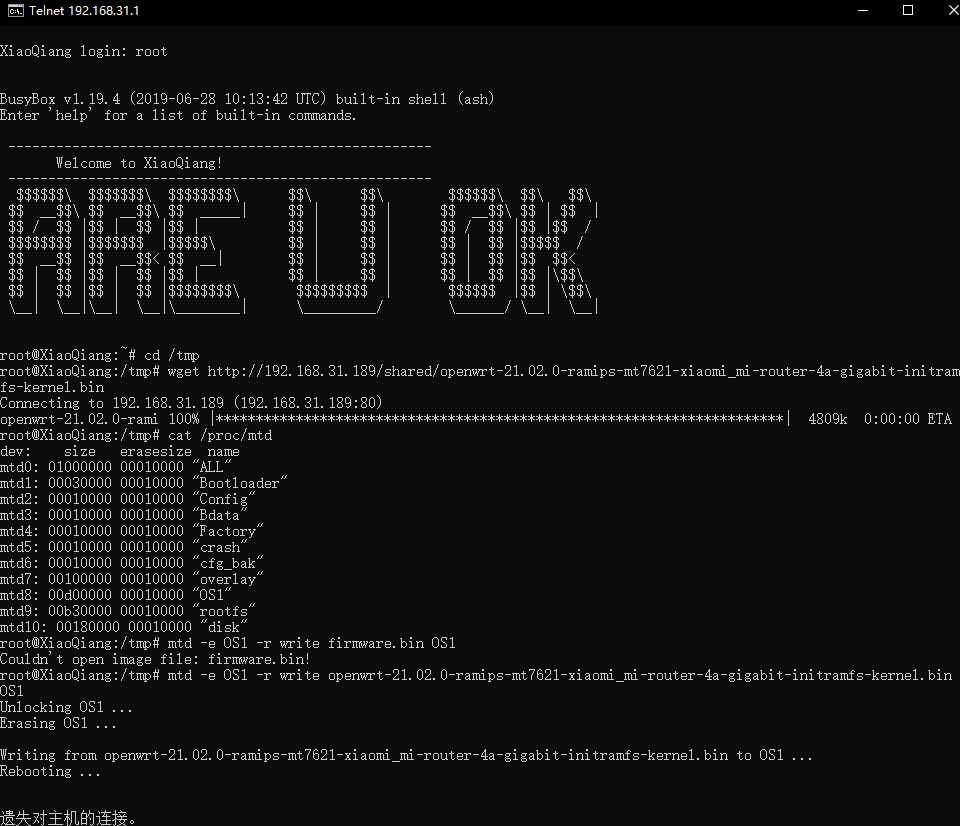 Telnet 192.168.31.1
XiaoQiang login: root
BusyBox v1.19.4 (2019-06-28 10:13:42 UTC) built-in shell (ash)
Enter 'help' for a list of built-in commands.
-----------------------------------------------------
Welcome to XiaoQiang!
-----------------------------------------------------
ARE U OK
root@XiaoQiang:~# cd /tmp
root@XiaoQiang:/tmp# wget http://192.168.31.189/shared/openwrt-21.02.0-ramips-mt7621-xiaomi_mi-router-4a-gigabit-initram
fs-kernel.bin
Connecting to 192.168.31.189 (192.168.31.189:80)
openwrt-21.02.0-rami 100% |***********************************************************************| 4809k 0:00:00 ETA
root@XiaoQiang:/tmp# cat /proc/mtd
dev:    size   erasesize  name
mtd0: 01000000 00010000 "ALL"
mtd1: 00030000 00010000 "Bootloader"
mtd2: 00010000 00010000 "Config"
mtd3: 00010000 00010000 "Bdata"
mtd4: 00010000 00010000 "Factory"
mtd5: 00010000 00010000 "crash"
mtd6: 00010000 00010000 "cfg_bak"
mtd7: 00100000 00010000 "overlay"
mtd8: 00d00000 00010000 "OS1"
mtd9: 00b30000 00010000 "rootfs"
mtd10: 00180000 00010000 "disk"
root@XiaoQiang:/tmp# mtd -e OS1 -r write firmware.bin OS1
Couldn't open image file: firmware.bin!
root@XiaoQiang:/tmp# mtd -e OS1 -r write openwrt-21.02.0-ramips-mt7621-xiaomi_mi-router-4a-gigabit-initramfs-kernel.bin
OS1
Unlocking OS1 ...
Erasing OS1 ...
Writing from openwrt-21.02.0-ramips-mt7621-xiaomi_mi-router-4a-gigabit-initramfs-kernel.bin to OS1 ...
Rebooting ...
遗失对主机的连接。